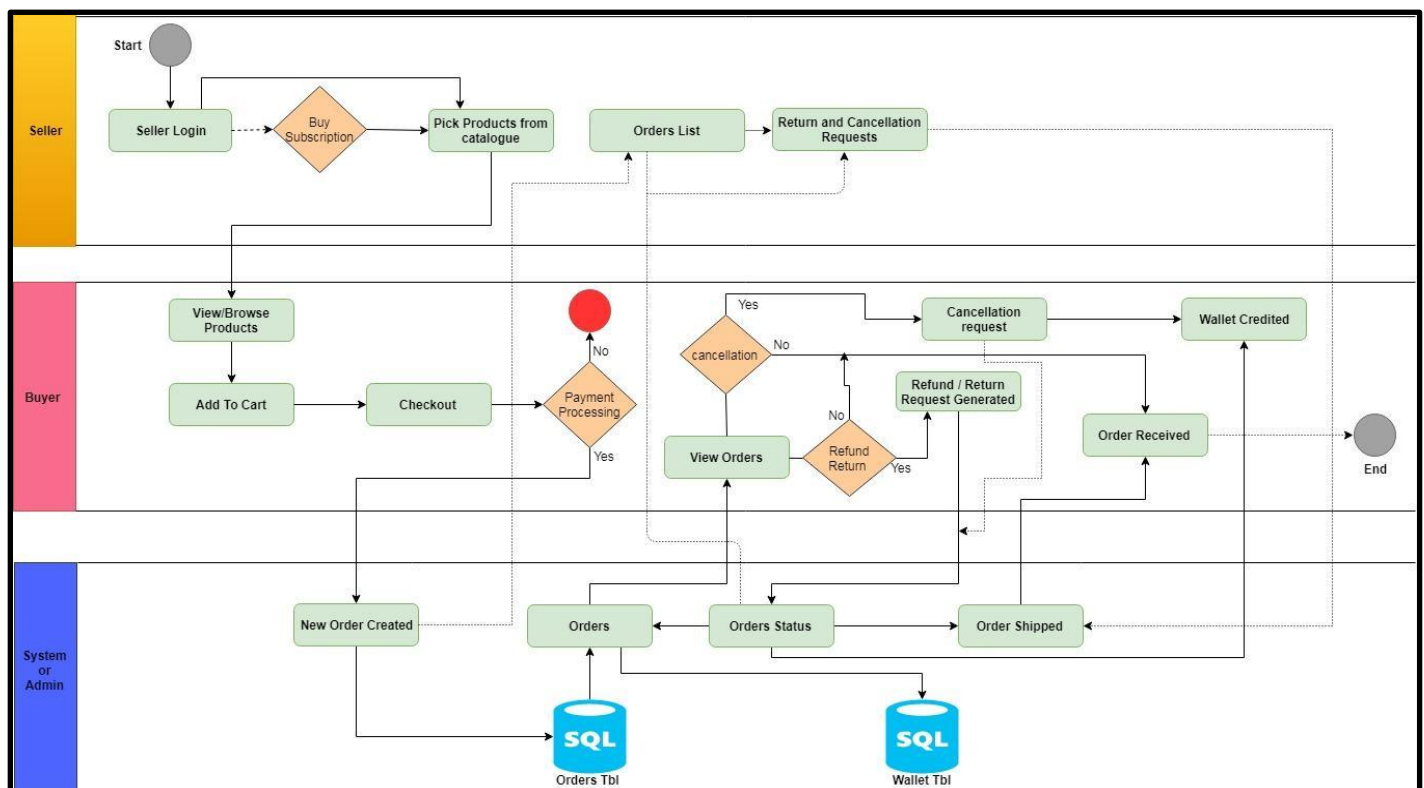 Start
Seller
Seller Login
Buy
Subscription
Pick Products from
catalogue
Orders List
Return and Cancellation
Requests
Buyer
View/Browse
Products
Add To Cart
Checkout
No
Payment
Processing
Yes
Yes
cancellation
No
Cancellation
request
Wallet Credited
View Orders
No
Refund
Return
Yes
Refund / Return
Request Generated
Order Received
End
System
or
Admin
New Order Created
Orders
Orders Status
Order Shipped
SQL
Orders Tbl
SQL
Wallet Tbl